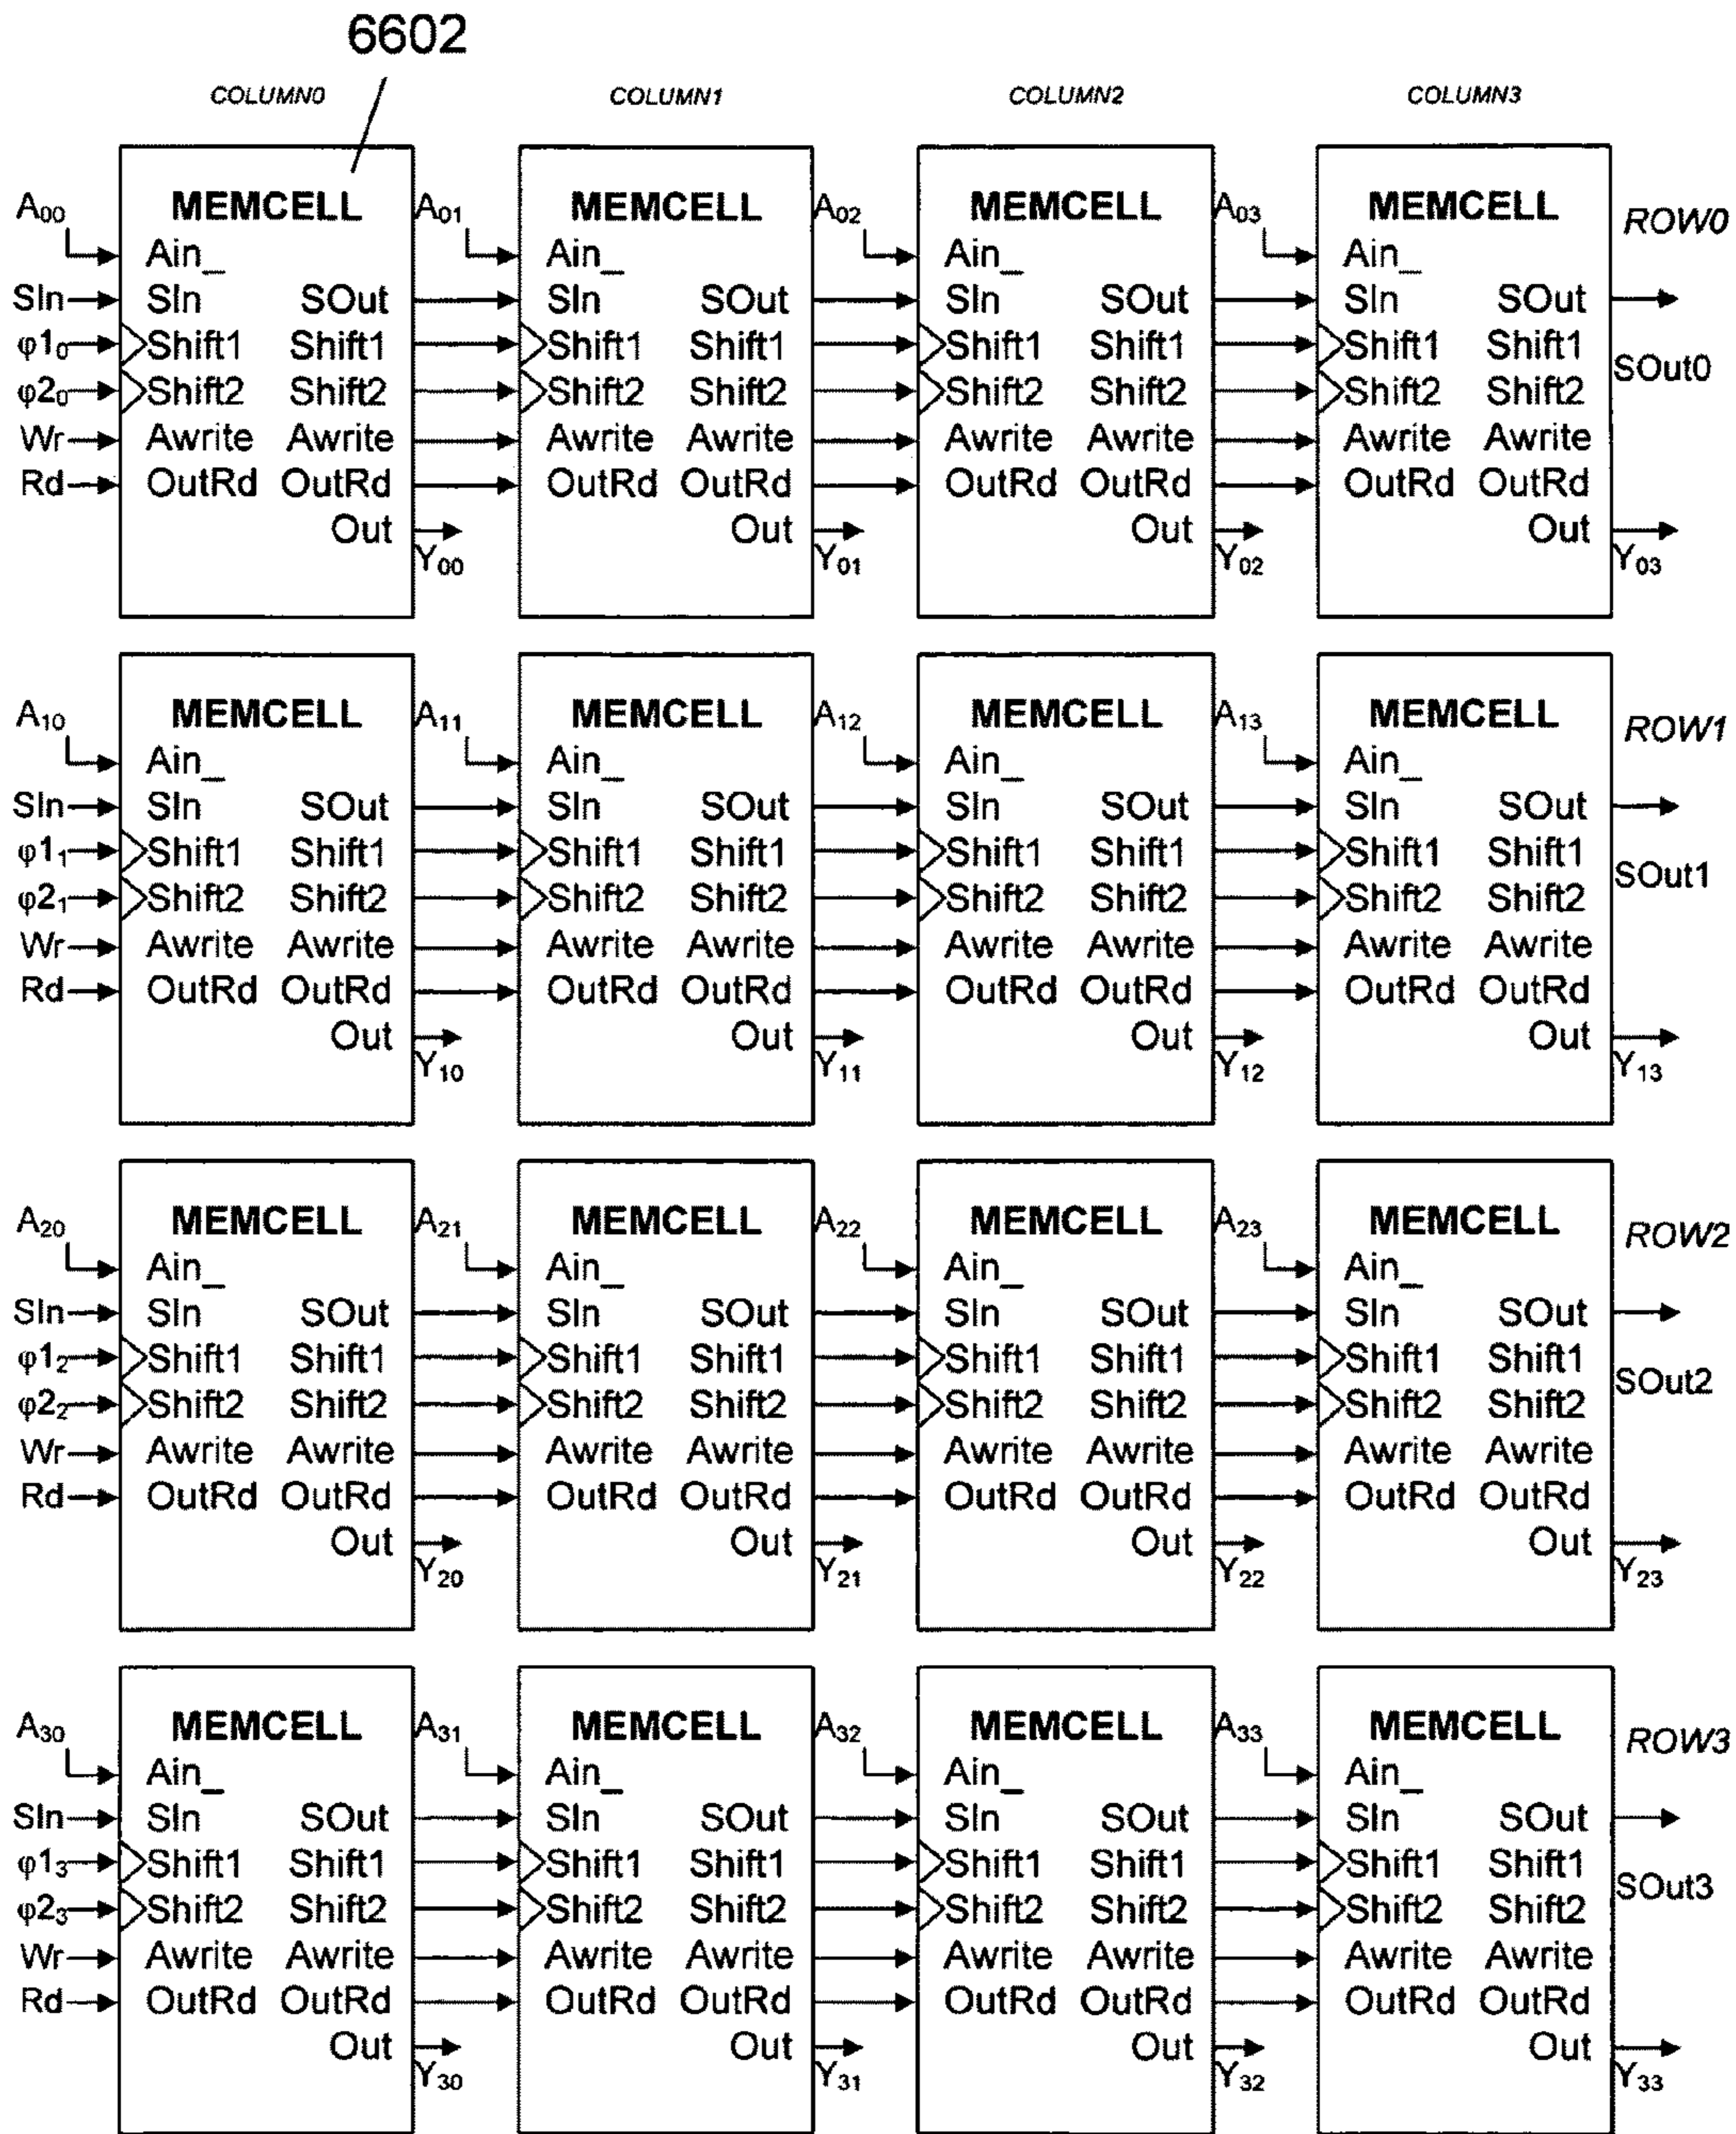 6602
COLUMN0 COLUMN1 COLUMN2 COLUMN3
A₀₀ MEMCELL A₀₁ MEMCELL A₀₂ MEMCELL A₀₃ MEMCELL ROW0
Ain_ Ain_ Ain_ Ain_
SIn SIn SOut SIn SOut SIn SOut SIn SOut
φ1₀ Shift1 Shift1 Shift1 Shift1 Shift1 Shift1 Shift1 Shift1
SOut0
φ2₀ Shift2 Shift2 Shift2 Shift2 Shift2 Shift2 Shift2 Shift2
Wr Awrite Awrite Awrite Awrite Awrite Awrite Awrite Awrite
Rd OutRd OutRd OutRd OutRd OutRd OutRd OutRd OutRd
Out Out Out Out
Y₀₀ Y₀₁ Y₀₂ Y₀₃
A₁₀ MEMCELL A₁₁ MEMCELL A₁₂ MEMCELL A₁₃ MEMCELL ROW1
Ain_ Ain_ Ain_ Ain_
SIn SIn SOut SIn SOut SIn SOut SIn SOut
φ1₁ Shift1 Shift1 Shift1 Shift1 Shift1 Shift1 Shift1 Shift1
SOut1
φ2₁ Shift2 Shift2 Shift2 Shift2 Shift2 Shift2 Shift2 Shift2
Wr Awrite Awrite Awrite Awrite Awrite Awrite Awrite Awrite
Rd OutRd OutRd OutRd OutRd OutRd OutRd OutRd OutRd
Out Out Out Out
Y₁₀ Y₁₁ Y₁₂ Y₁₃
A₂₀ MEMCELL A₂₁ MEMCELL A₂₂ MEMCELL A₂₃ MEMCELL ROW2
Ain_ Ain_ Ain_ Ain_
SIn SIn SOut SIn SOut SIn SOut SIn SOut
φ1₂ Shift1 Shift1 Shift1 Shift1 Shift1 Shift1 Shift1 Shift1
SOut2
φ2₂ Shift2 Shift2 Shift2 Shift2 Shift2 Shift2 Shift2 Shift2
Wr Awrite Awrite Awrite Awrite Awrite Awrite Awrite Awrite
Rd OutRd OutRd OutRd OutRd OutRd OutRd OutRd OutRd
Out Out Out Out
Y₂₀ Y₂₁ Y₂₂ Y₂₃
A₃₀ MEMCELL A₃₁ MEMCELL A₃₂ MEMCELL A₃₃ MEMCELL ROW3
Ain_ Ain_ Ain_ Ain_
SIn SIn SOut SIn SOut SIn SOut SIn SOut
φ1₃ Shift1 Shift1 Shift1 Shift1 Shift1 Shift1 Shift1 Shift1
SOut3
φ2₃ Shift2 Shift2 Shift2 Shift2 Shift2 Shift2 Shift2 Shift2
Wr Awrite Awrite Awrite Awrite Awrite Awrite Awrite Awrite
Rd OutRd OutRd OutRd OutRd OutRd OutRd OutRd OutRd
Out Out Out Out
Y₃₀ Y₃₁ Y₃₂ Y₃₃